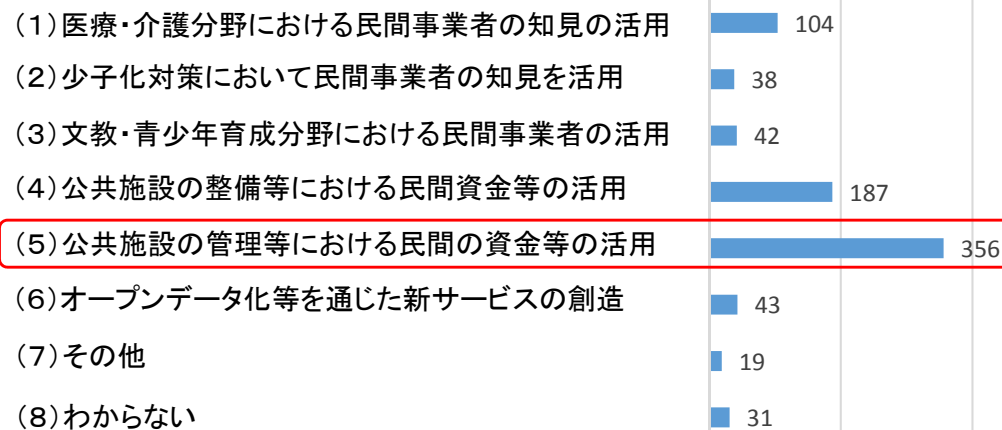 （1）医療・介護分野における民間事業者の知見の活用 104
（2）少子化対策において民間事業者の知見を活用 38
（3）文教・青少年育成分野における民間事業者の活用 42
（4）公共施設の整備等における民間資金等の活用 187
（5）公共施設の管理等における民間の資金等の活用 356
（6）オープンデータ化等を通じた新サービスの創造 43
（7）その他 19
（8）わからない 31